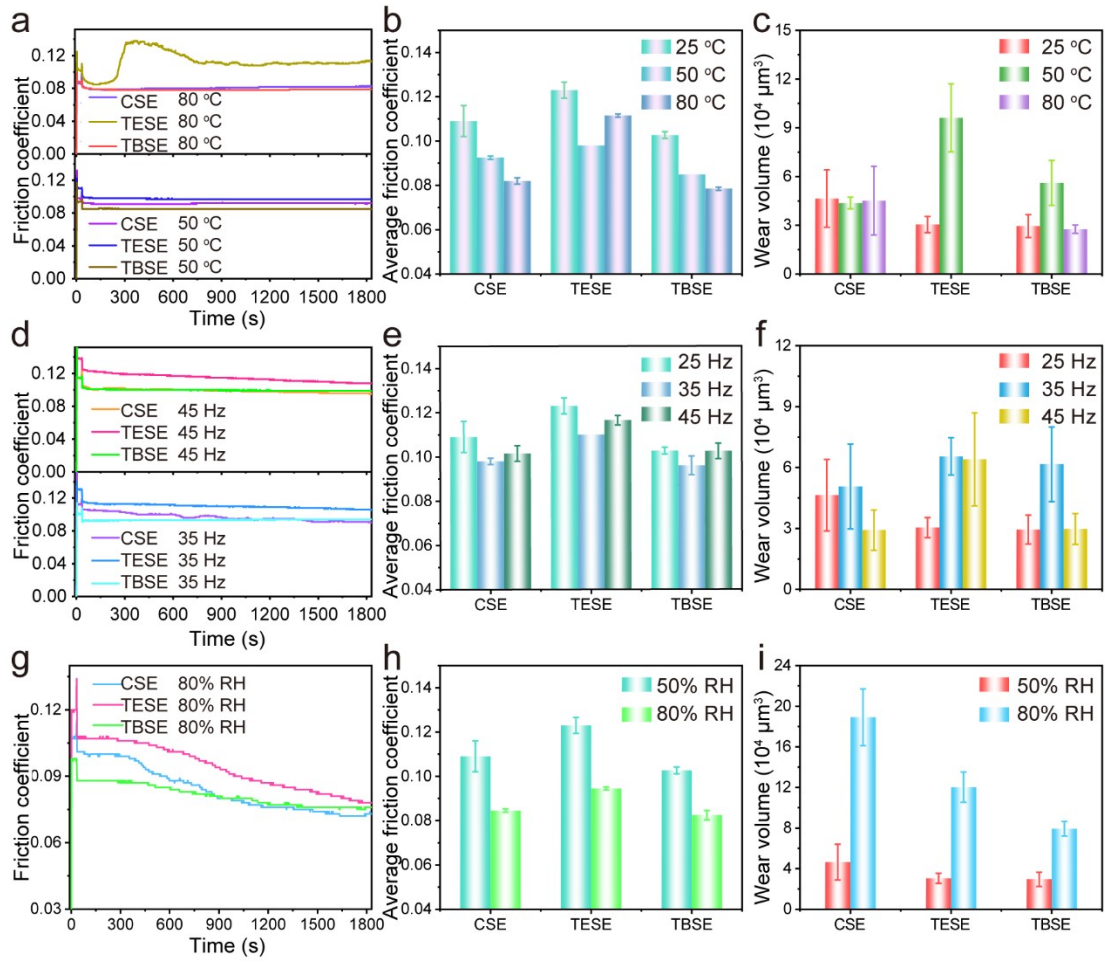 a
Friction coefficient
0.12
0.08
0.04
0.00
CSE 80 °C
TESE 80 °C
TBSE 80 °C
0.12
0.08
0.04
0.00
CSE 50 °C
TESE 50 °C
TBSE 50 °C
0 300 600 900 1200 1500 1800
Time (s)
b
Average friction coefficient
0.14
0.12
0.10
0.08
0.06
0.04
25 °C
50 °C
80 °C
CSE TESE TBSE
c
Wear volume (10⁴ µm³)
15
12
9
6
3
0
25 °C
50 °C
80 °C
CSE TESE TBSE
d
Friction coefficient
0.12
0.08
0.04
0.00
CSE 45 Hz
TESE 45 Hz
TBSE 45 Hz
0.12
0.08
0.04
0.00
CSE 35 Hz
TESE 35 Hz
TBSE 35 Hz
0 300 600 900 1200 1500 1800
Time (s)
e
Average friction coefficient
0.14
0.12
0.10
0.08
0.06
0.04
25 Hz
35 Hz
45 Hz
CSE TESE TBSE
f
Wear volume (10⁴ µm³)
12
9
6
3
0
25 Hz
35 Hz
45 Hz
CSE TESE TBSE
g
Friction coefficient
0.12
0.09
0.06
0.03
CSE 80% RH
TESE 80% RH
TBSE 80% RH
0 300 600 900 1200 1500 1800
Time (s)
h
Average friction coefficient
0.14
0.12
0.10
0.08
0.06
0.04
50% RH
80% RH
CSE TESE TBSE
i
Wear volume (10⁴ µm³)
24
20
16
12
8
4
0
50% RH
80% RH
CSE TESE TBSE